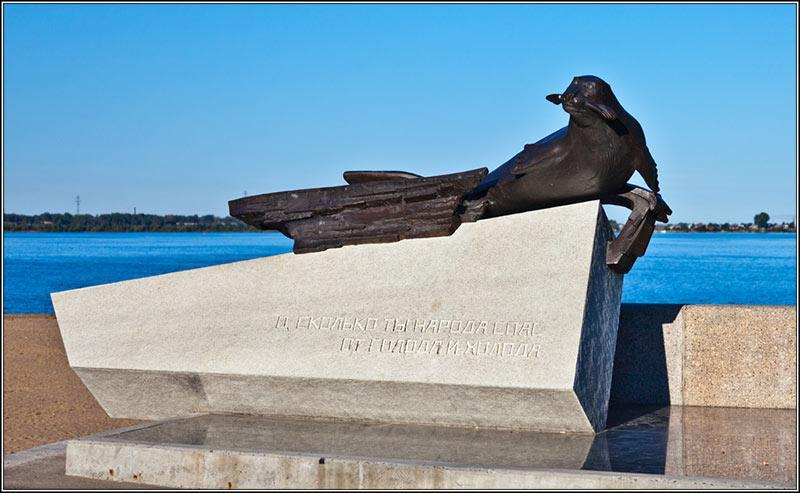 О, СКОЛЬКО ТЫ НАРОДА СПАС
ОТ ГОЛОДА И ХОЛОДА